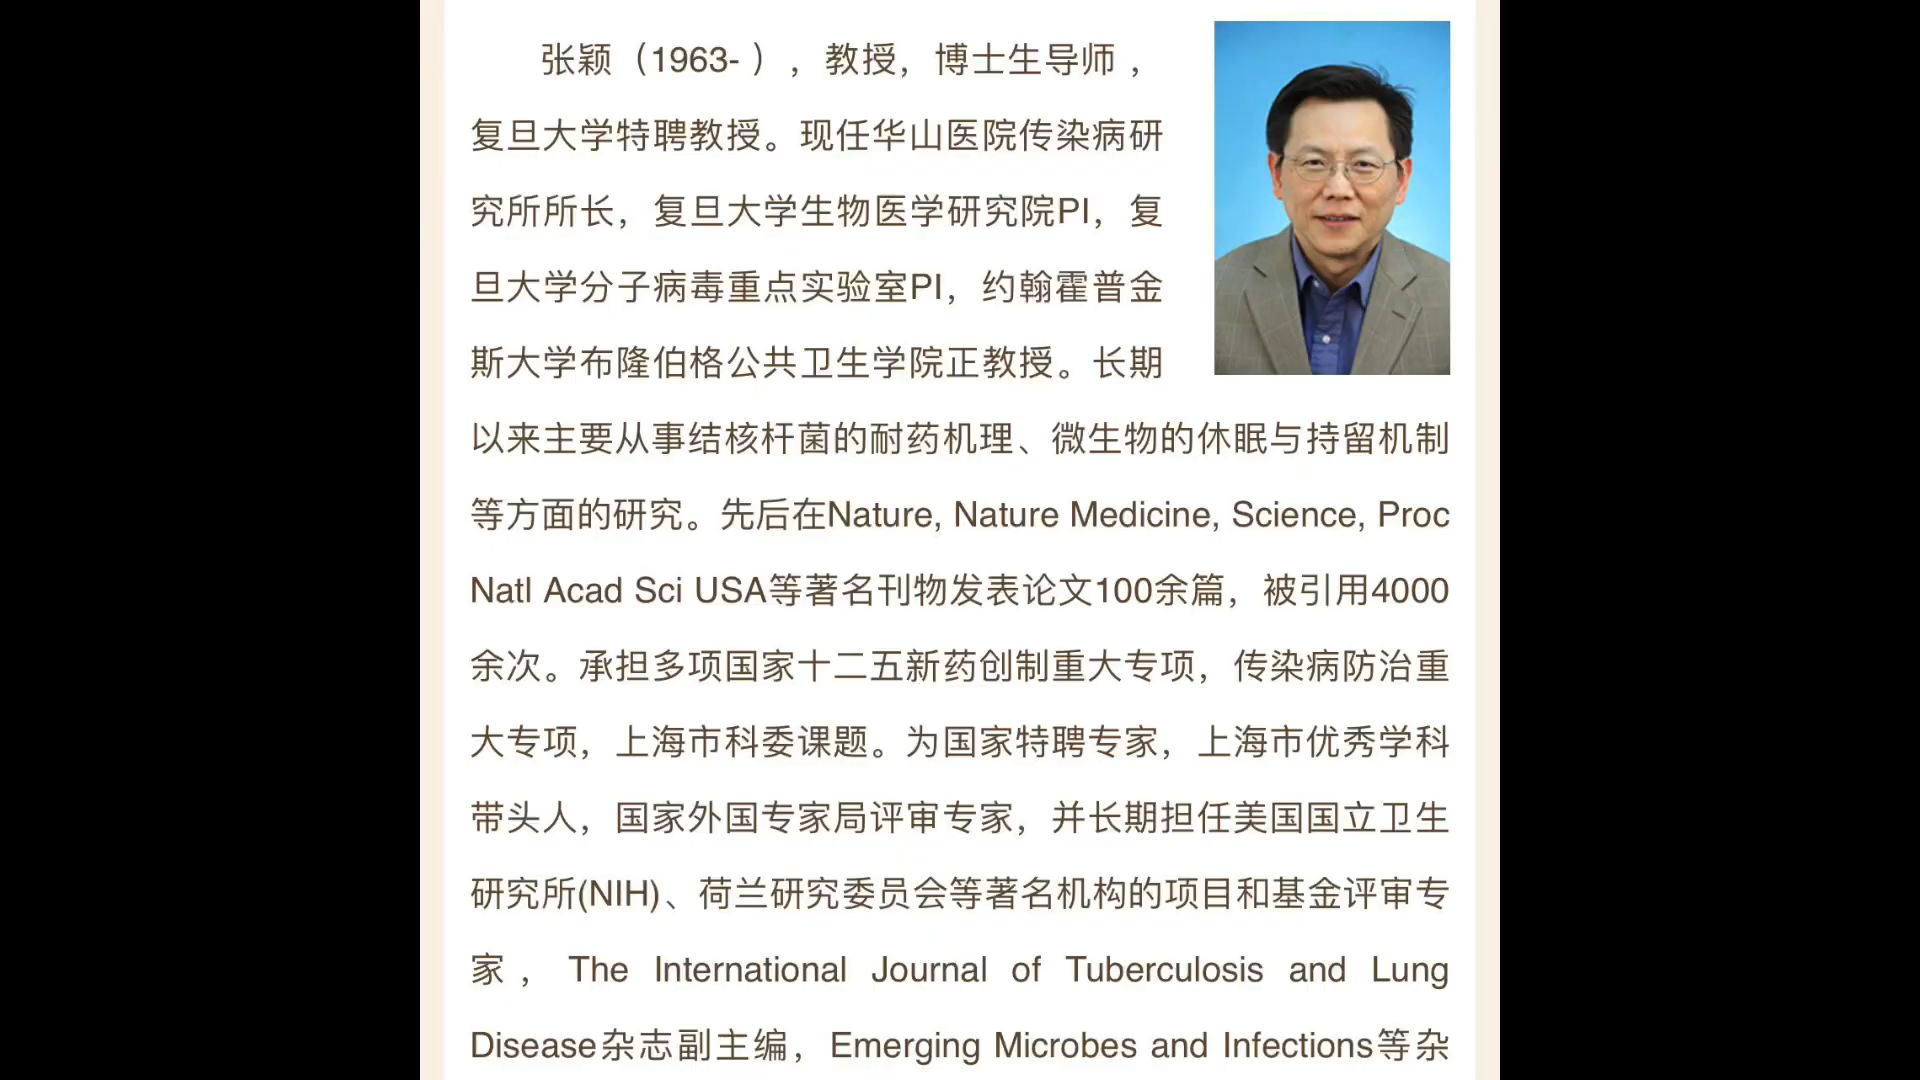 张颖（1963- ），教授，博士生导师，
复旦大学特聘教授。现任华山医院传染病研
究所所长，复旦大学生物医学研究院PI，复
旦大学分子病毒重点实验室PI，约翰霍普金
斯大学布隆伯格公共卫生学院正教授。长期
以来主要从事结核杆菌的耐药机理、微生物的休眠与持留机制
等方面的研究。先后在Nature, Nature Medicine, Science, Proc
Natl Acad Sci USA等著名刊物发表论文100余篇，被引用4000
余次。承担多项国家十二五新药创制重大专项，传染病防治重
大专项，上海市科委课题。为国家特聘专家，上海市优秀学科
带头人，国家外国专家局评审专家，并长期担任美国国立卫生
研究所(NIH)、荷兰研究委员会等著名机构的项目和基金评审专
家，The International Journal of Tuberculosis and Lung
Disease杂志副主编，Emerging Microbes and Infections等杂